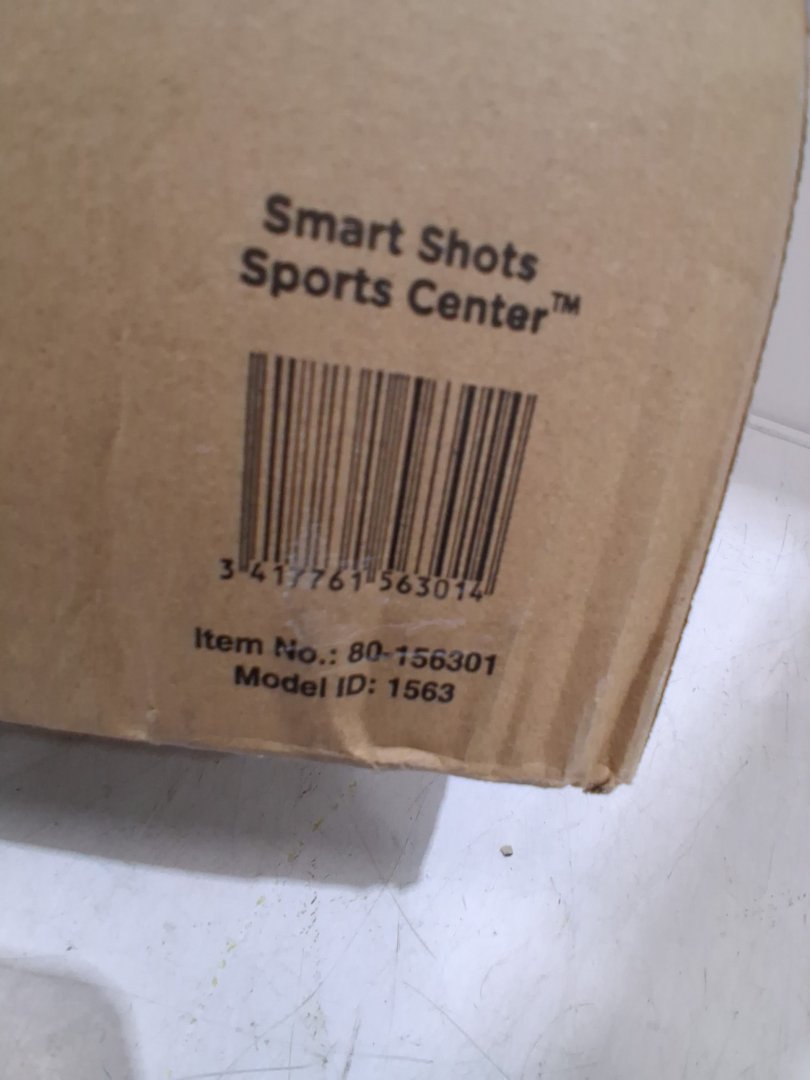 Smart Shots
Sports Center™
3 417761 563014
Item No.: 80-156301
Model ID: 1563